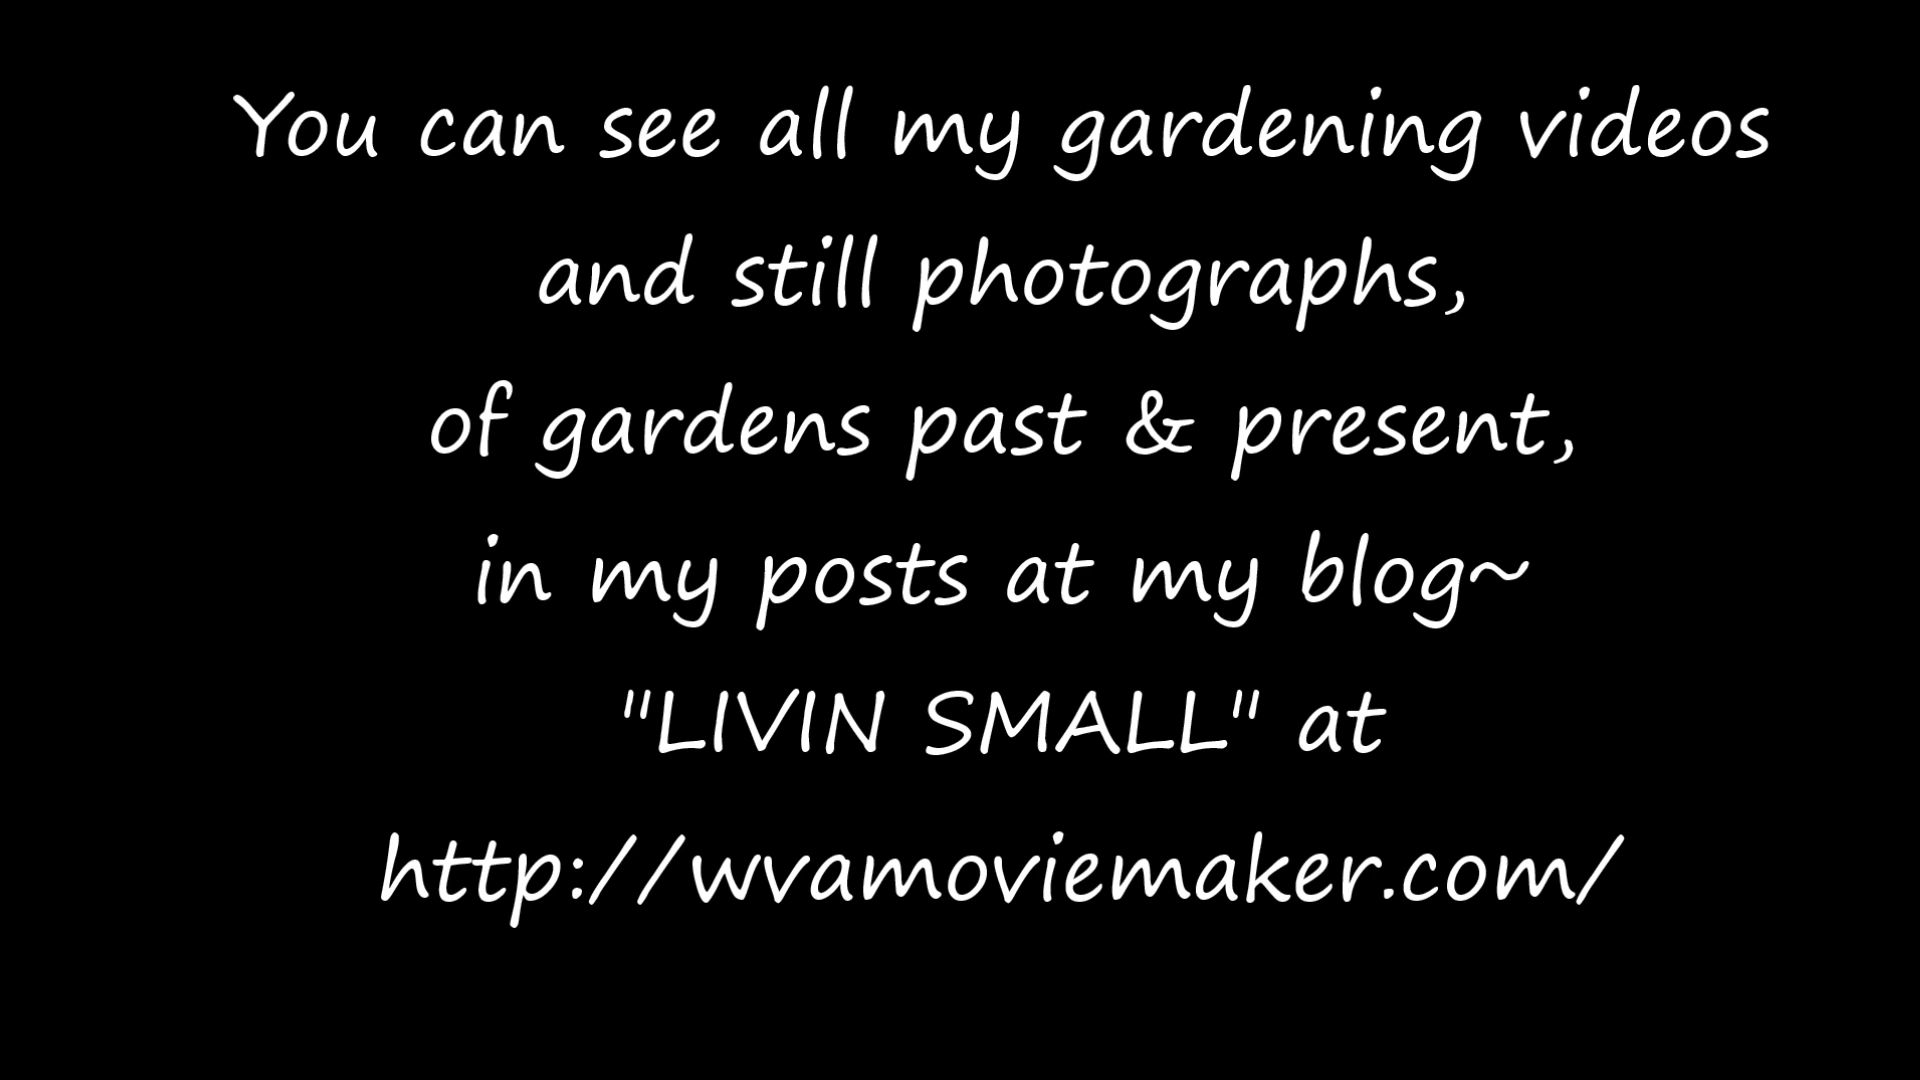 You can see all my gardening videos
and still photographs,
of gardens past & present,
in my posts at my blog~
"LIVIN SMALL" at
http://wvamoviemaker.com/